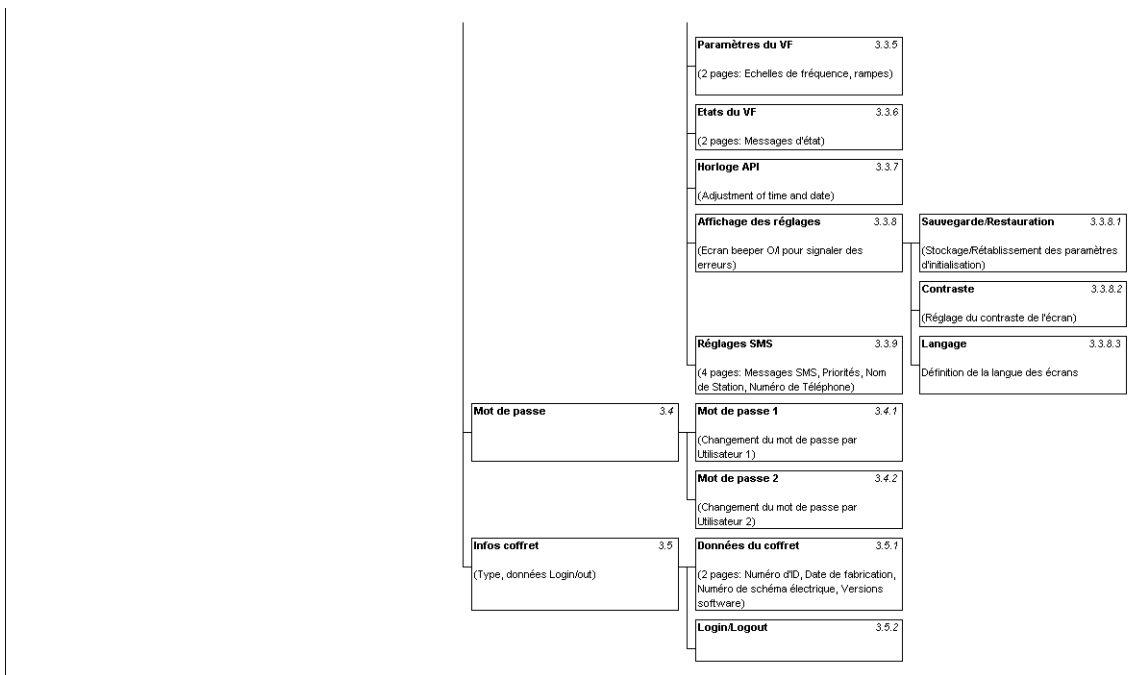 Paramètres du VF 3.3.5
(2 pages: Echelles de fréquence, rampes)
Etats du VF 3.3.6
(2 pages: Messages d'état)
Horloge API 3.3.7
(Adjustment of time and date)
Affichage des réglages 3.3.8
(Ecran beeper O/I pour signaler des
erreurs)
Sauvegarde/Restauration 3.3.8.1
(Stockage/Rétablissement des paramètres
d'initialisation)
Contraste 3.3.8.2
(Réglage du contraste de l'écran)
Réglages SMS 3.3.9
(4 pages: Messages SMS, Priorités, Nom
de Station, Numéro de Téléphone)
Langage 3.3.8.3
Définition de la langue des écrans
Mot de passe 3.4
Mot de passe 1 3.4.1
(Changement du mot de passe par
Utilisateur 1)
Mot de passe 2 3.4.2
(Changement du mot de passe par
Utilisateur 2)
Infos coffret 3.5
(Type, données Login/out)
Données du coffret 3.5.1
(2 pages: Numéro d'ID, Date de fabrication,
Numéro de schéma électrique, Versions
software)
Login/Logout 3.5.2